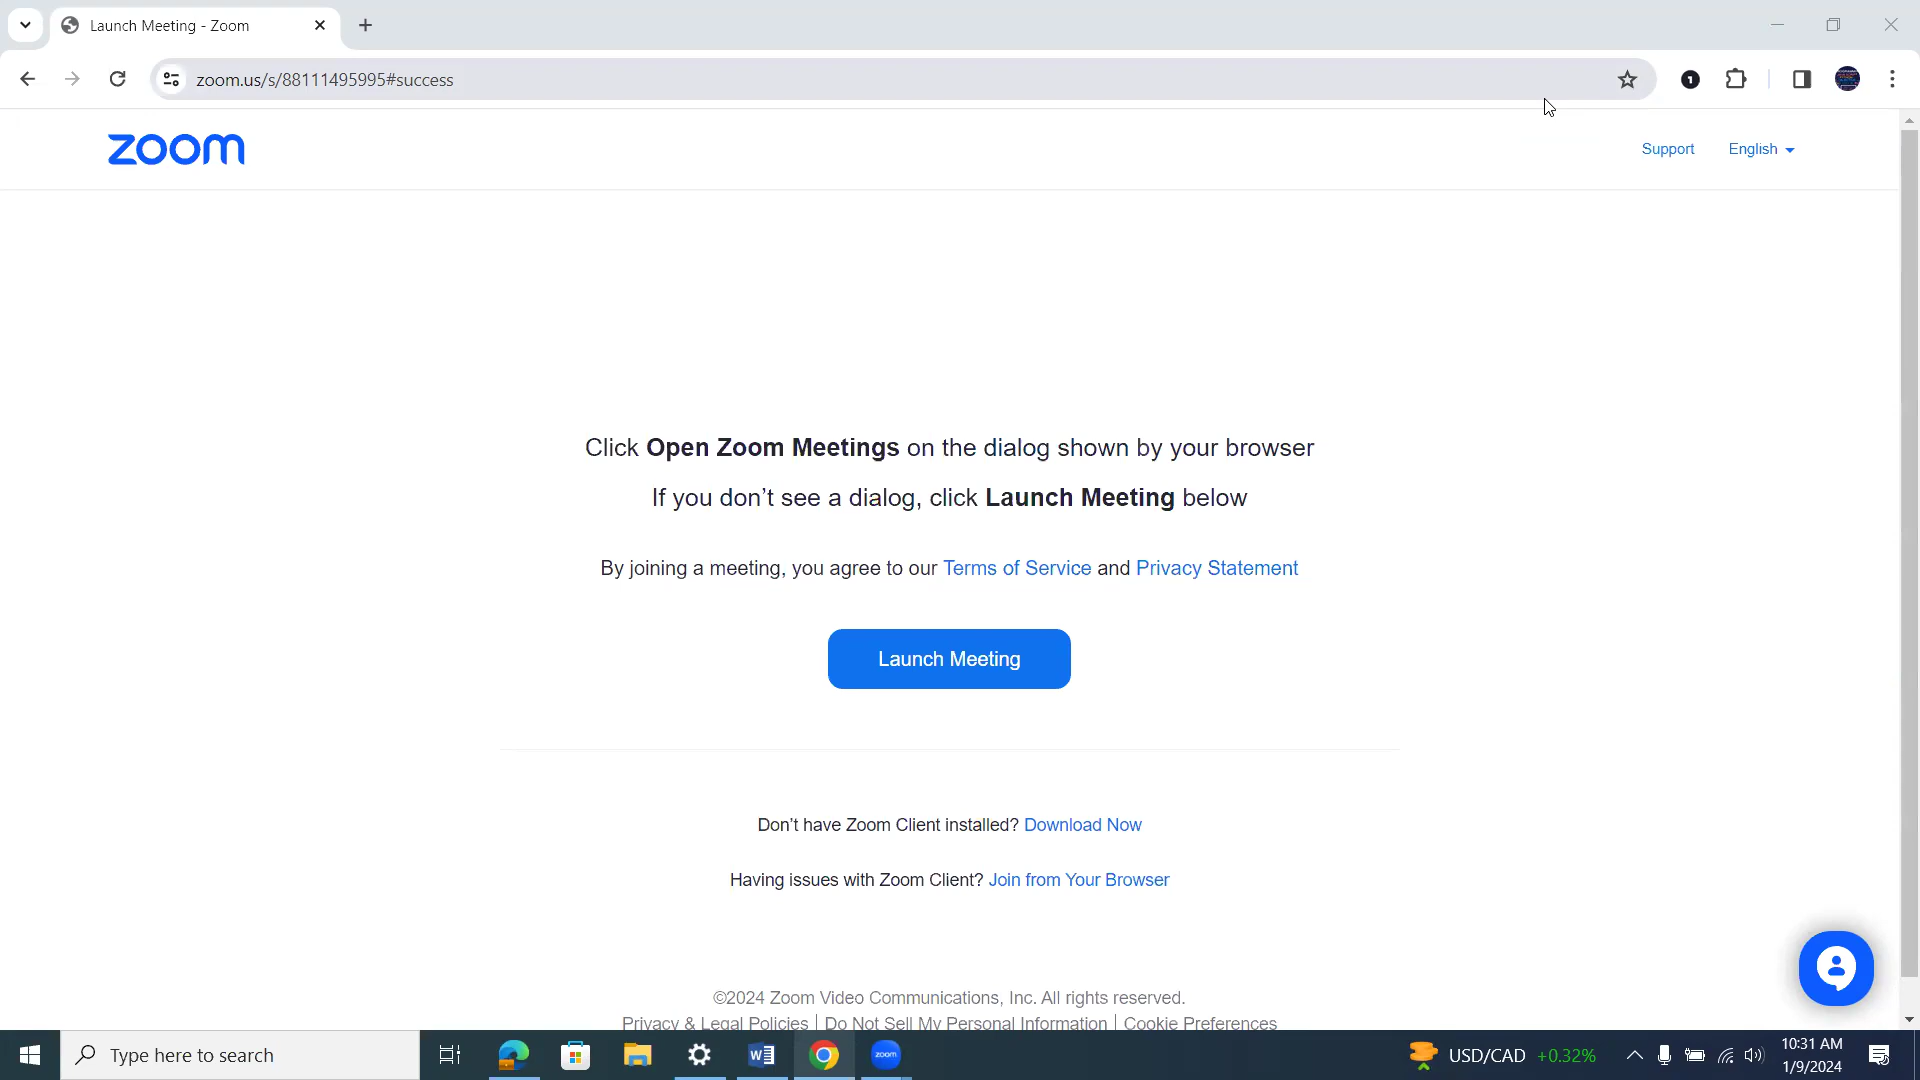 Launch Meeting - Zoom
zoom.us/s/88111495995#success
zoom
Support
English
Click Open Zoom Meetings on the dialog shown by your browser
If you don’t see a dialog, click Launch Meeting below
By joining a meeting, you agree to our Terms of Service and Privacy Statement
Launch Meeting
Don’t have Zoom Client installed? Download Now
Having issues with Zoom Client? Join from Your Browser
©2024 Zoom Video Communications, Inc. All rights reserved.
Privacy & Legal Policies | Do Not Sell My Personal Information | Cookie Preferences
Type here to search
zoom
USD/CAD +0.32%
10:31 AM
1/9/2024